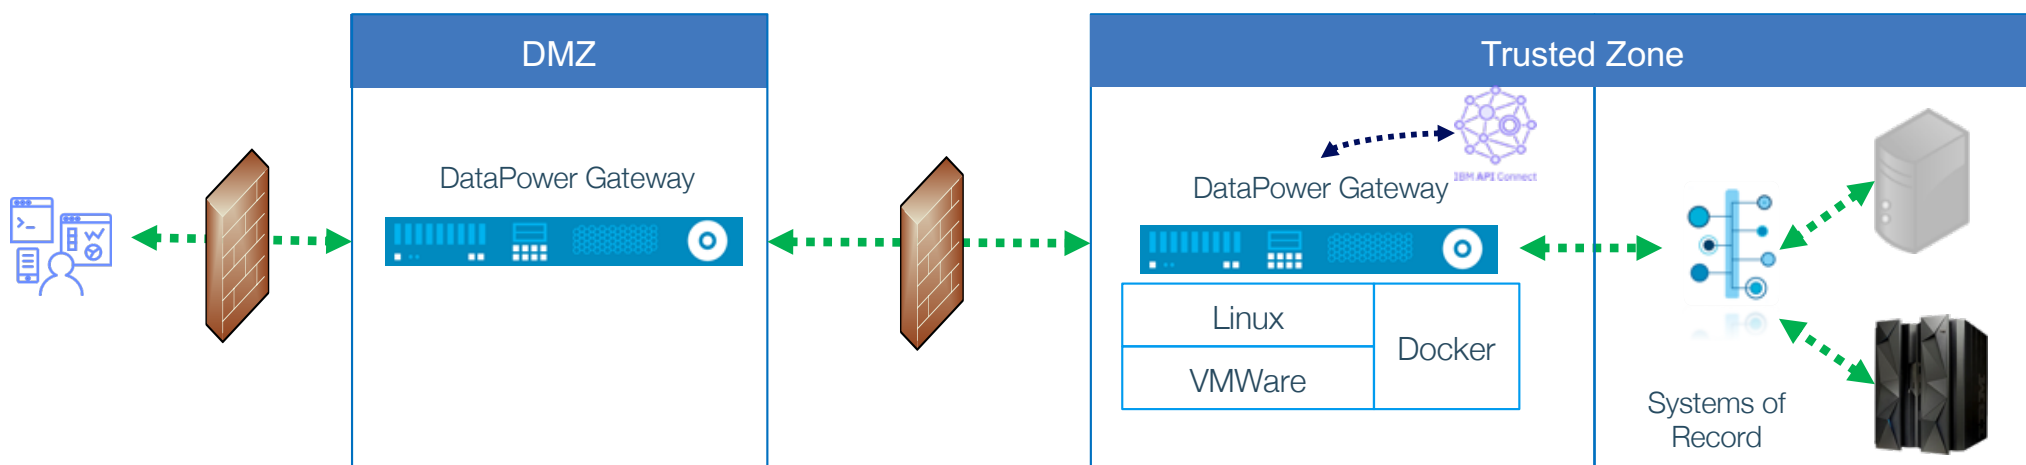 DMZ
Trusted Zone
DataPower Gateway
IBM API Connect
DataPower Gateway
Linux
VMWare
Docker
Systems of
Record